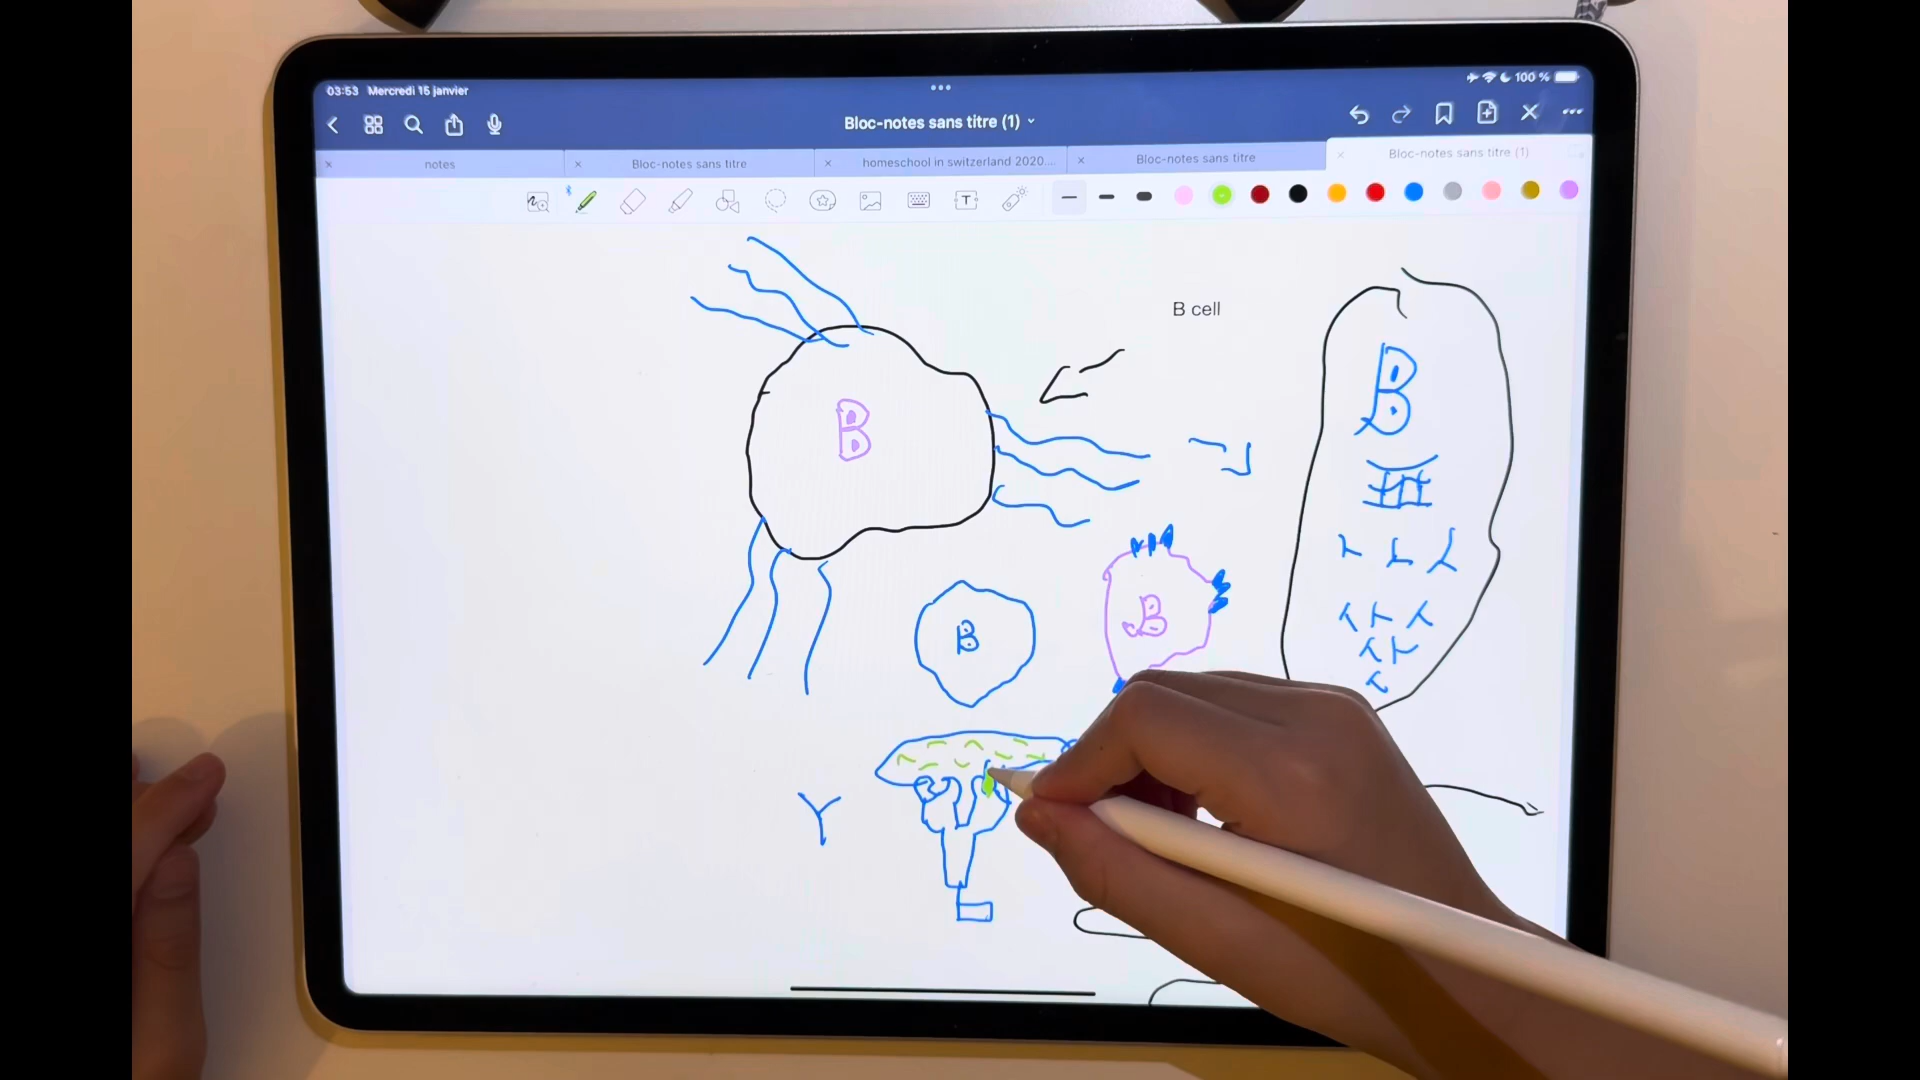 03:53 Mercredi 15 janvier
100 %
Bloc-notes sans titre (1)
notes
Bloc-notes sans titre
homeschool in switzerland 2020....
Bloc-notes sans titre
Bloc-notes sans titre (1)
T
B cell
B
B
B
B
Y